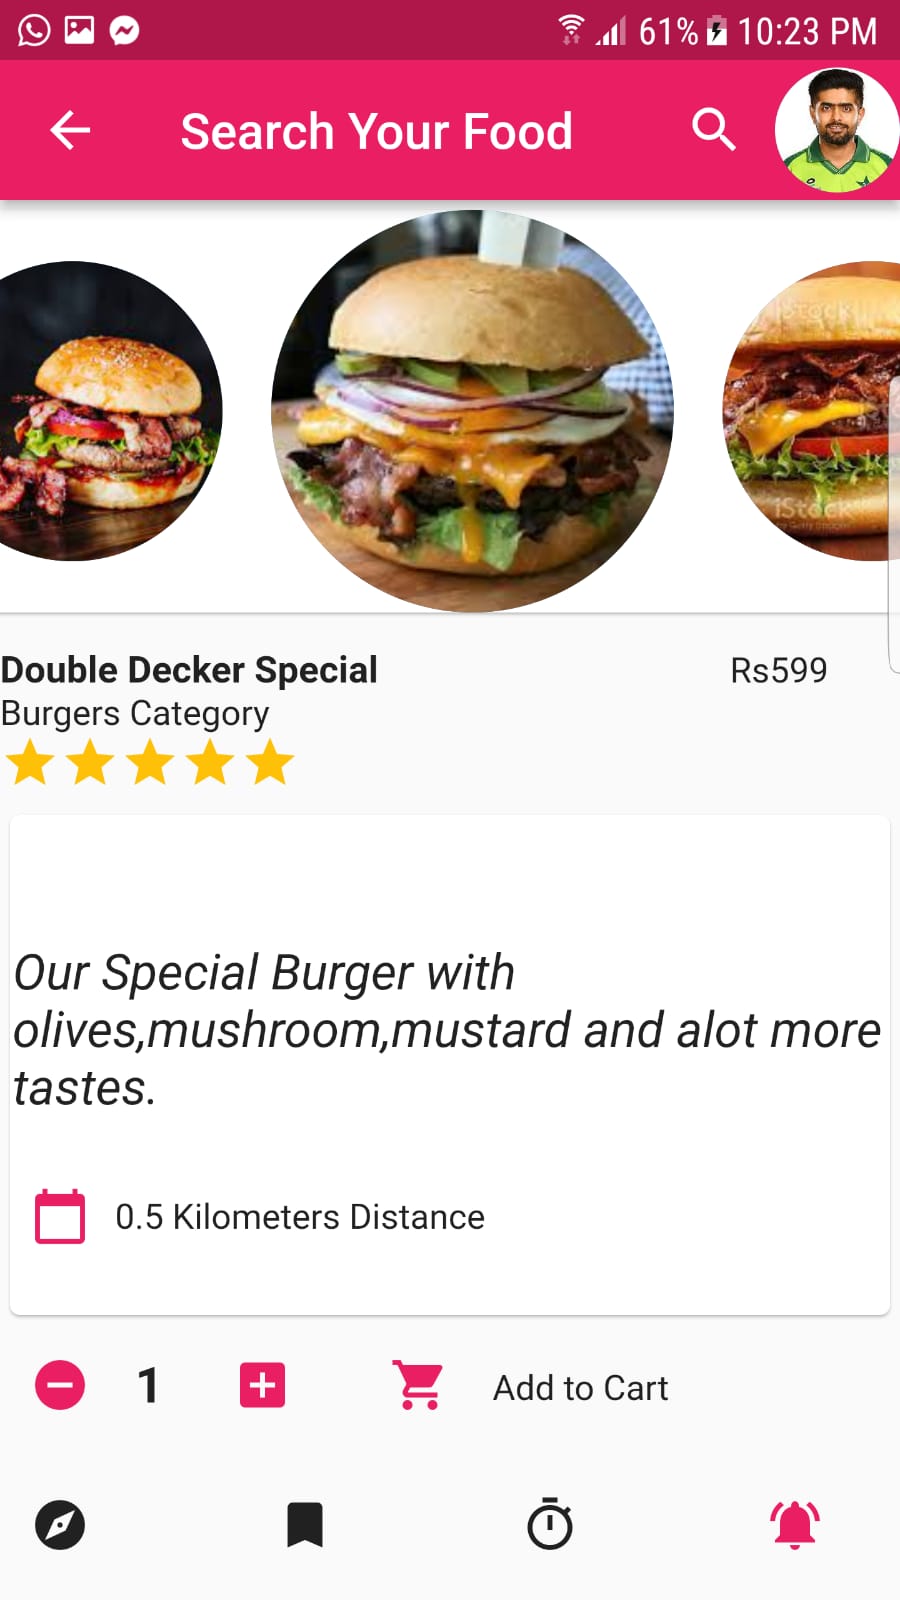 61% 10:23 PM
Search Your Food
iStock
iStock
Double Decker Special Rs599
Burgers Category
Our Special Burger with
olives,mushroom,mustard and alot more
tastes.
0.5 Kilometers Distance
1 Add to Cart